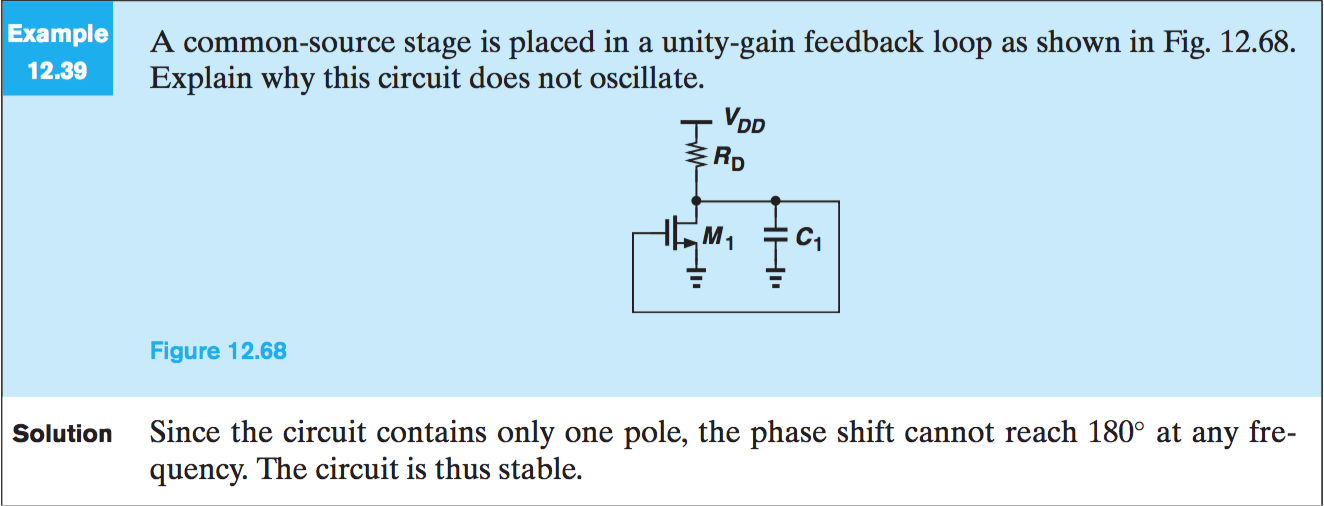 Example
12.39
A common-source stage is placed in a unity-gain feedback loop as shown in Fig. 12.68.
Explain why this circuit does not oscillate.
VDD
RD
M1
C1
Figure 12.68
Solution
Since the circuit contains only one pole, the phase shift cannot reach 180° at any fre-
quency. The circuit is thus stable.